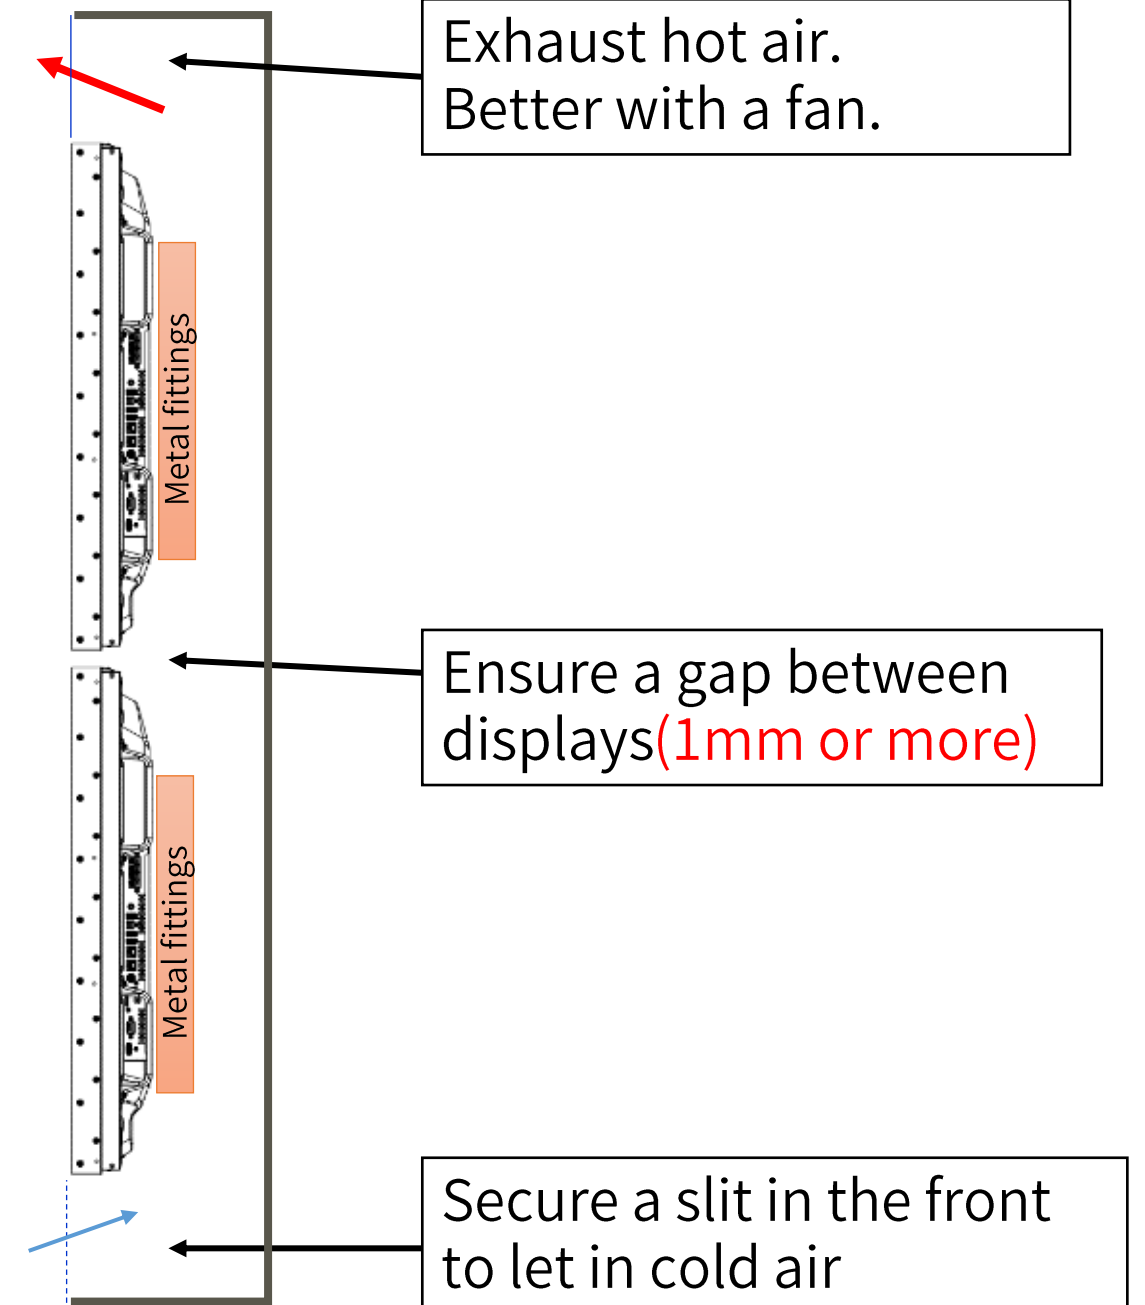 Exhaust hot air.
Better with a fan.
Metal fittings
Ensure a gap between
displays(1mm or more)
Metal fittings
Secure a slit in the front
to let in cold air